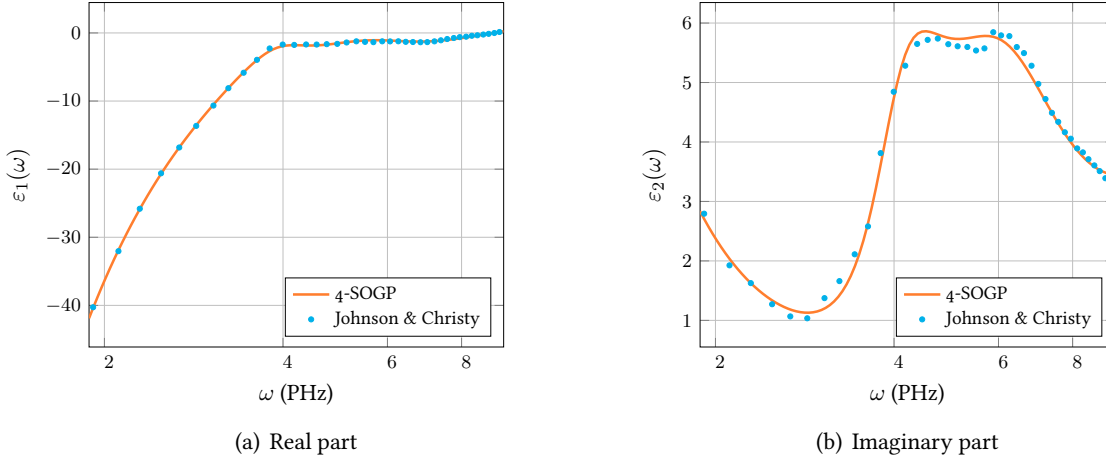 0
−10
−20
−30
−40
ε₁(ω)
2
4
6
8
ω (PHz)
4-SOGP
Johnson & Christy
(a) Real part
6
5
4
3
2
1
ε₂(ω)
2
4
6
8
ω (PHz)
4-SOGP
Johnson & Christy
(b) Imaginary part